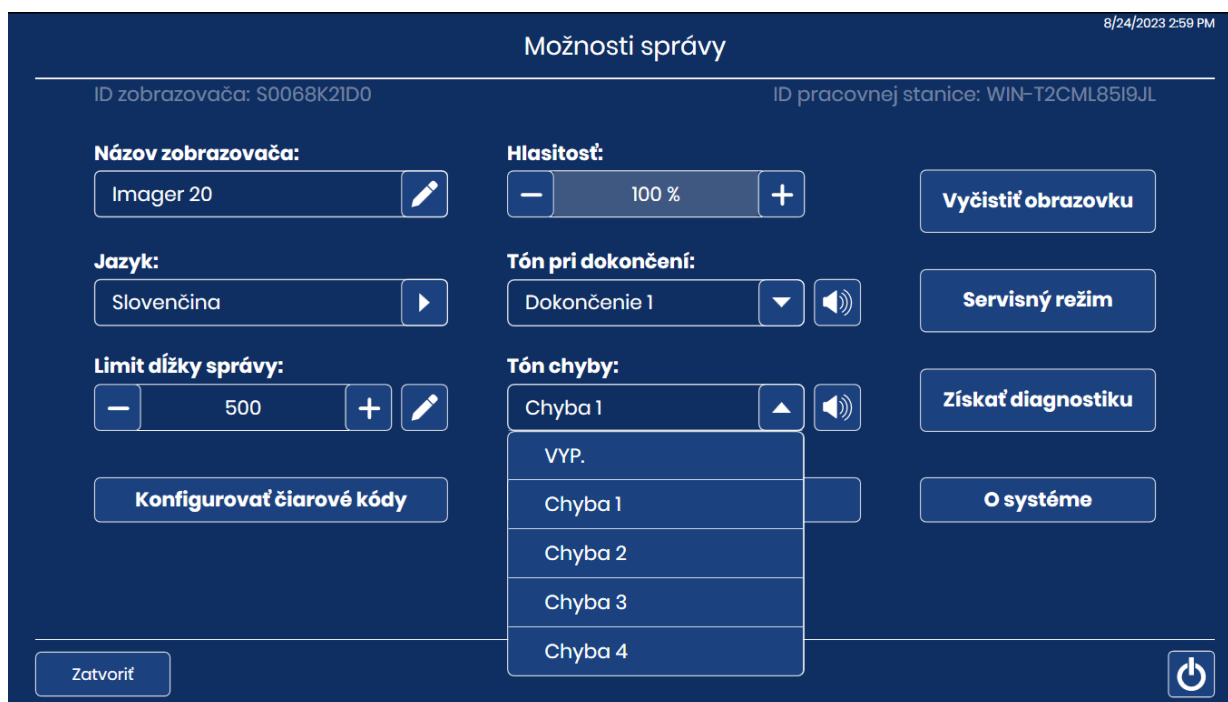 8/24/2023 2:59 PM
Možnosti správy
ID zobrazovača: S0068K21D0
ID pracovnej stanice: WIN-T2CML85I9JL
Názov zobrazovača:
Imager 20
Jazyk:
Slovenčina
Limit dĺžky správy:
500
Konfigurovať čiarové kódy
Hlasitosť:
100 %
Tón pri dokončení:
Dokončenie 1
Tón chyby:
Chyba 1
VYP.
Chyba 1
Chyba 2
Chyba 3
Chyba 4
Vyčistiť obrazovku
Servisný režim
Získať diagnostiku
O systéme
Zatvoriť